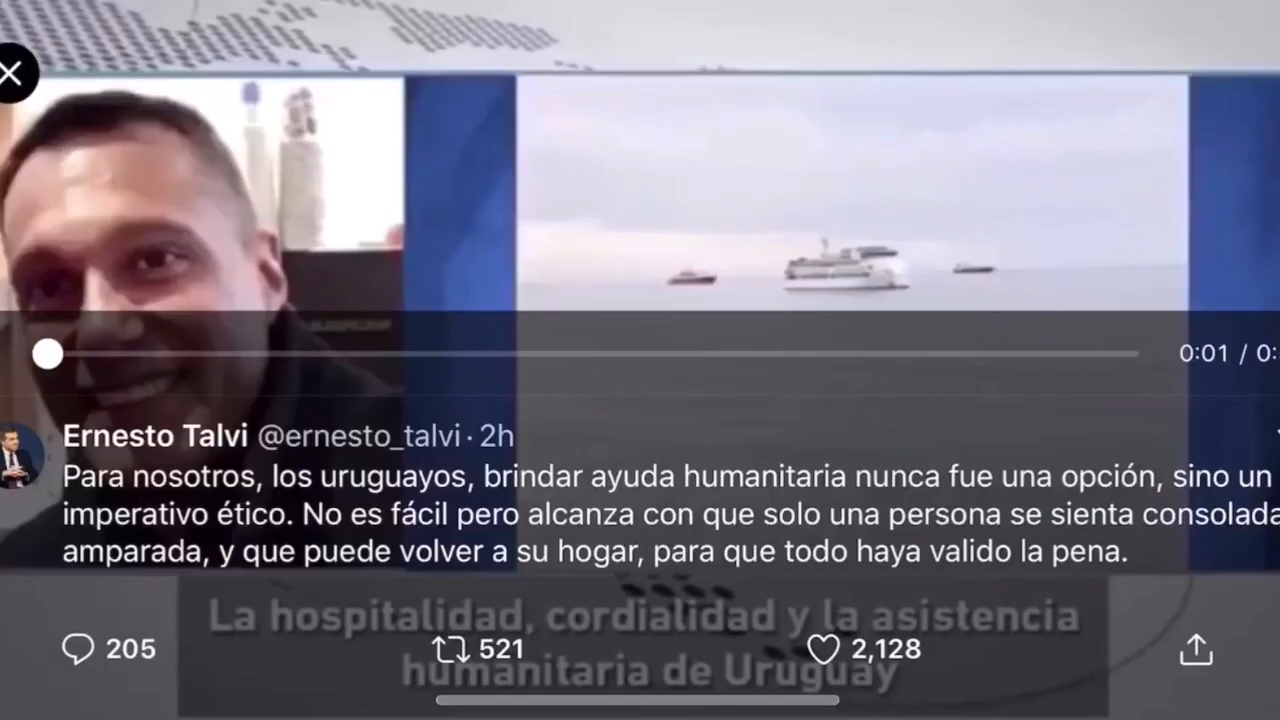 0:01 / 0:
Ernesto Talvi @ernesto_talvi · 2h
Para nosotros, los uruguayos, brindar ayuda humanitaria nunca fue una opción, sino un
imperativo ético. No es fácil pero alcanza con que solo una persona se sienta consolada
amparada, y que puede volver a su hogar, para que todo haya valido la pena.
La hospitalidad, cordialidad y la asistencia
humanitaria de Uruguay
205 521 2,128